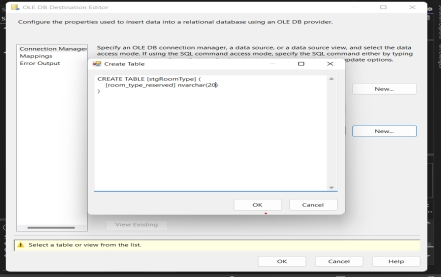 OLE DB Destination Editor
Configure the properties used to insert data into a relational database using an OLE DB provider.
Connection Manager
Mappings
Error Output
Specify an OLE DB connection manager, a data source, or a data source view, and select the data
access mode. If using the SQL command access mode, specify the SQL command either by typing
update options.
Create Table
CREATE TABLE [stgRoomType] (
[room_type_reserved] nvarchar(20)
)
New...
New...
OK
Cancel
View Existing
Select a table or view from the list.
OK
Cancel
Help